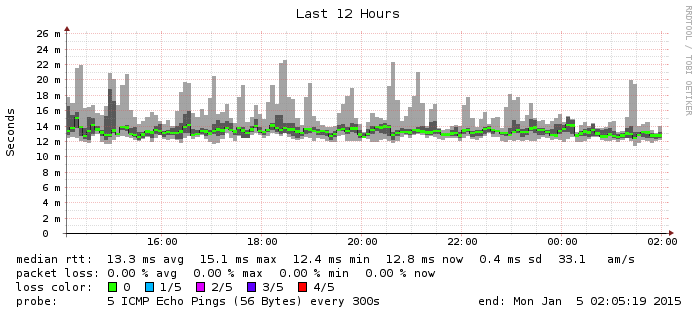 Last 12 Hours
RRDTOOL / TOBI OETIKER
Seconds
26 m
24 m
22 m
20 m
18 m
16 m
14 m
12 m
10 m
8 m
6 m
4 m
2 m
0
16:00 18:00 20:00 22:00 00:00 02:00
median rtt: 13.3 ms avg 15.1 ms max 12.4 ms min 12.8 ms now 0.4 ms sd 33.1 am/s
packet loss: 0.00 % avg 0.00 % max 0.00 % min 0.00 % now
loss color: 0 1/5 2/5 3/5 4/5
probe: 5 ICMP Echo Pings (56 Bytes) every 300s end: Mon Jan 5 02:05:19 2015